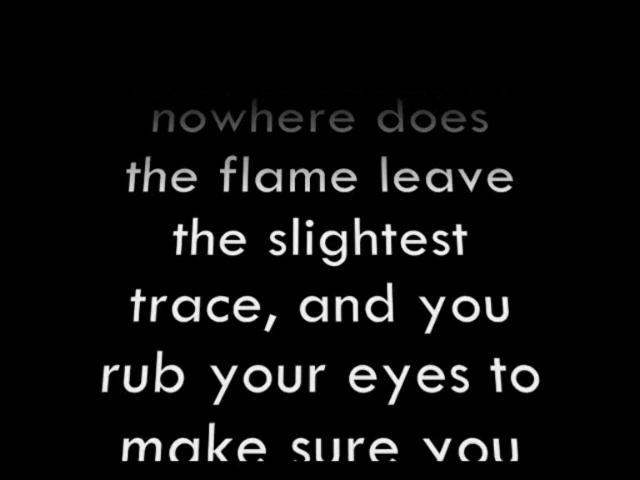 nowhere does
the flame leave
the slightest
trace, and you
rub your eyes to
make sure you